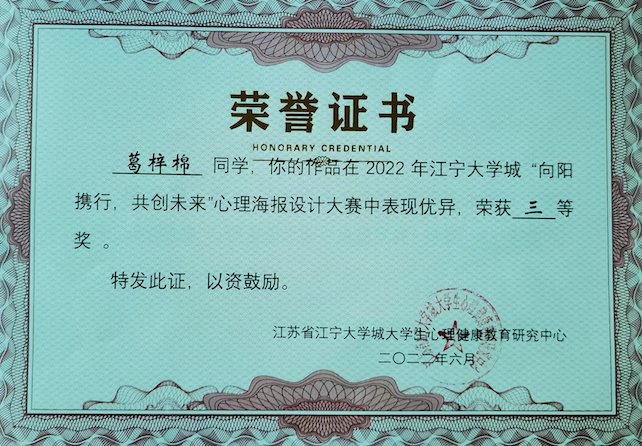 荣誉证书
HONORARY CREDENTIAL
葛梓棉 同学，你的作品在 2022 年江宁大学城 “向阳
携行，共创未来”心理海报设计大赛中表现优异，荣获 三 等
奖 。
特发此证，以资鼓励。
江苏省江宁大学城大学生心理健康教育研究中心
二〇二二年六月